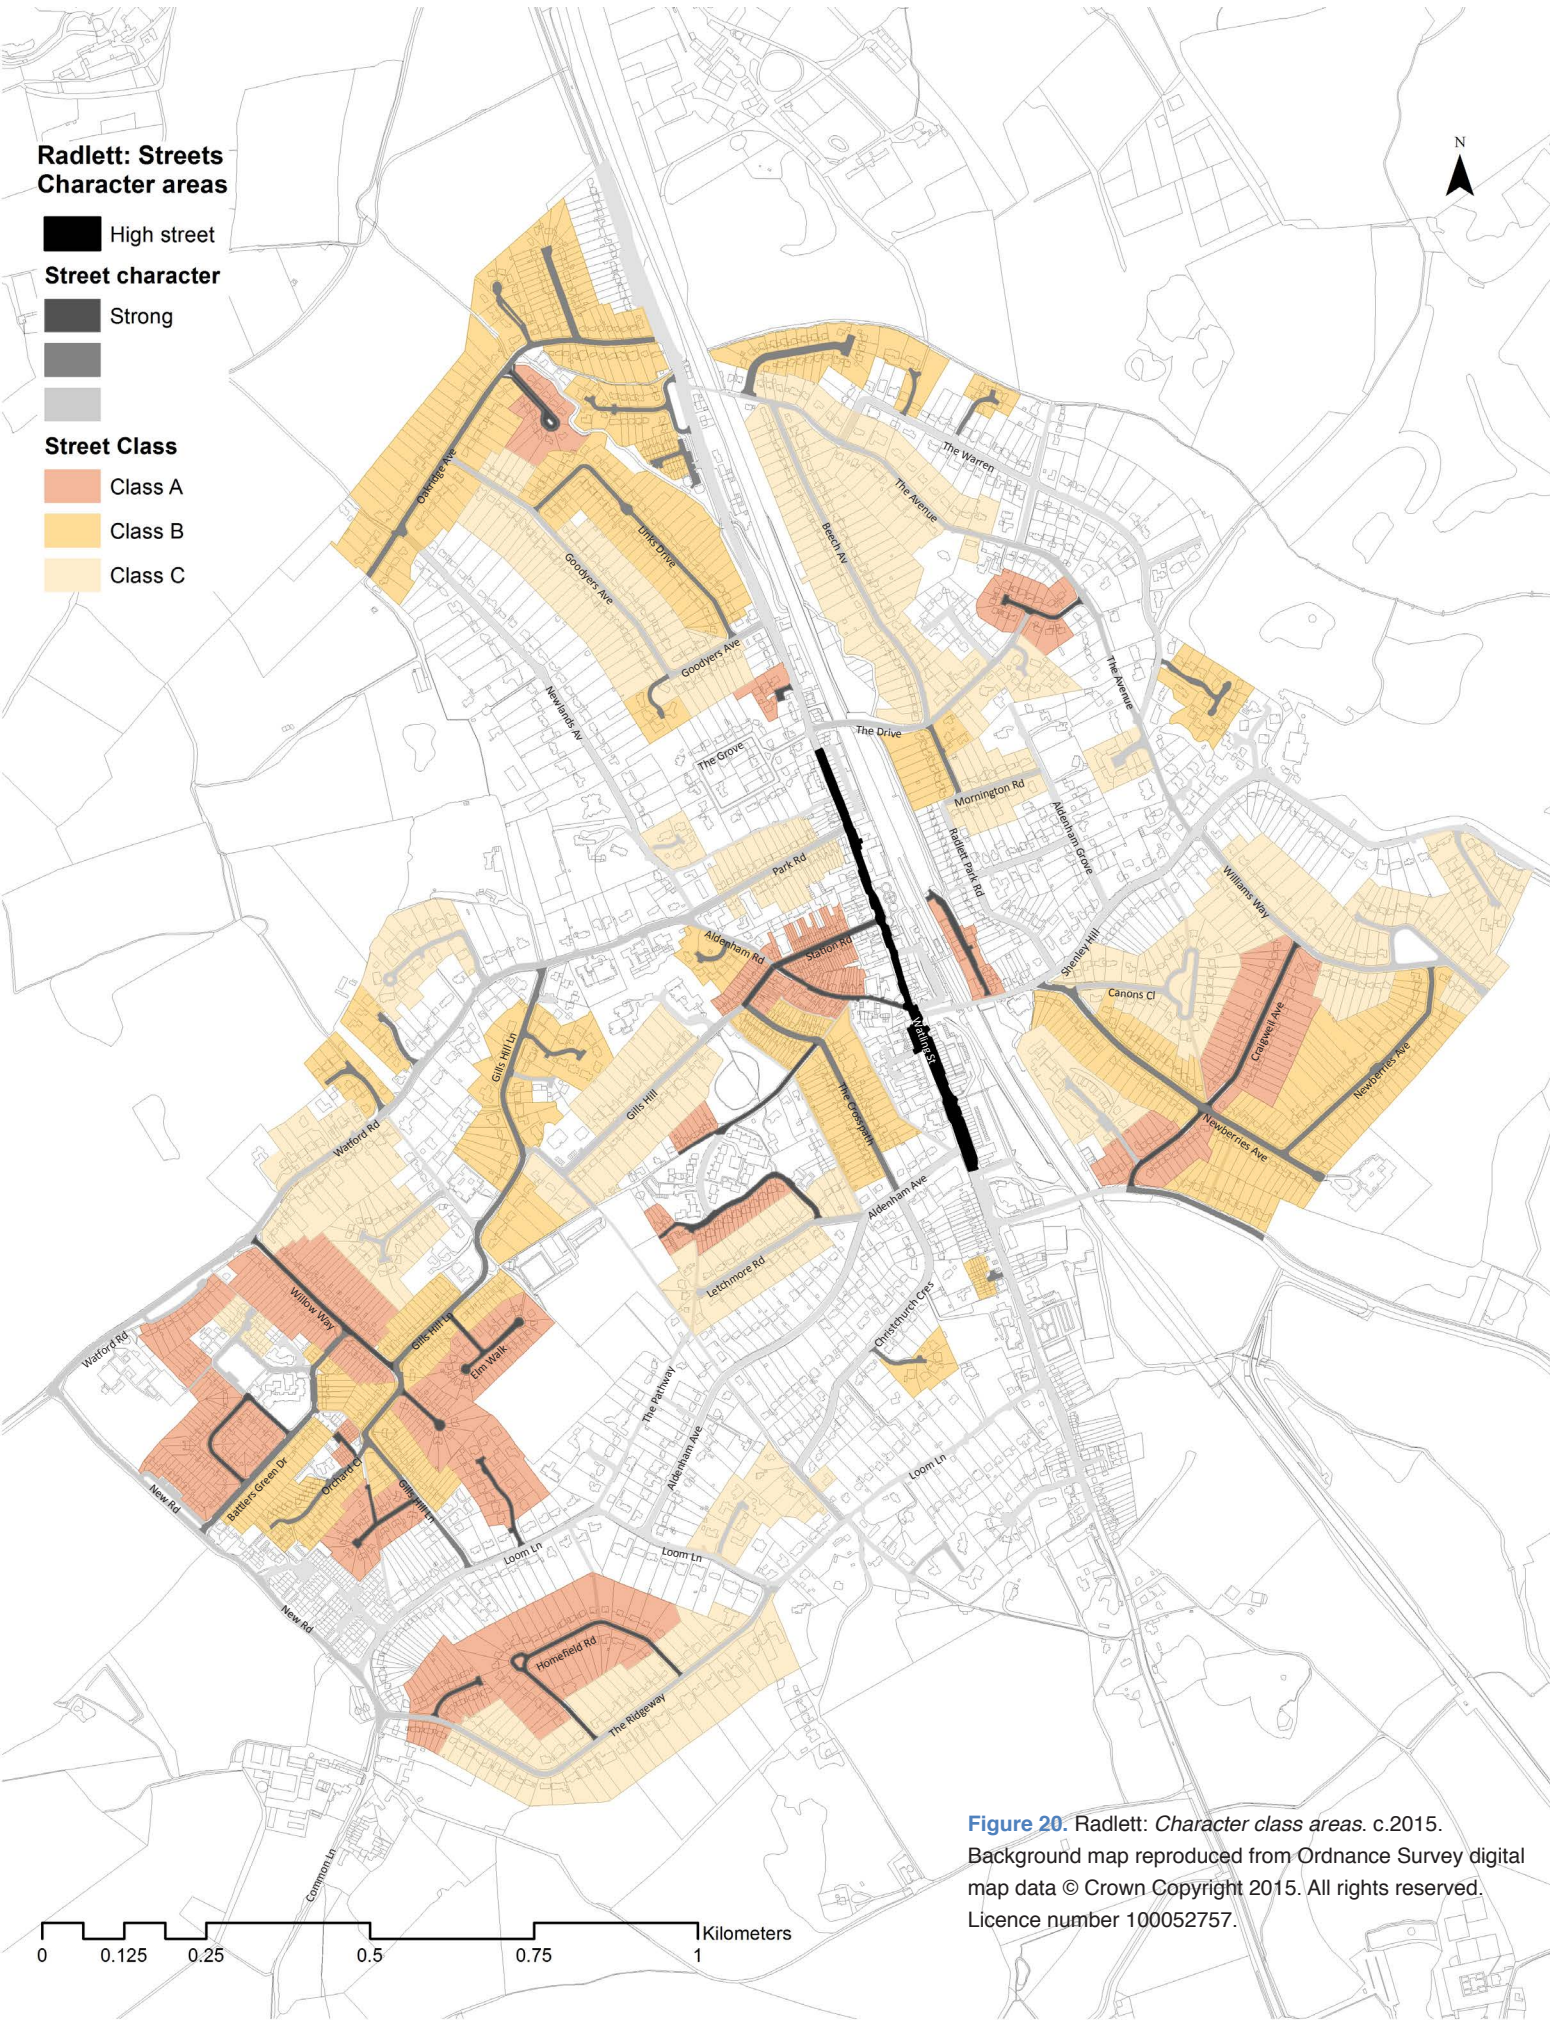 Radlett: Streets
Character areas
High street
Street character
Strong
Street Class
Class A
Class B
Class C
N
Oakridge Ave
Links Drive
Goodyers Ave
Goodyers Ave
Newlands Av
The Grove
The Warren
The Avenue
Beech Av
The Avenue
The Drive
Mornington Rd
Aldenham Grove
Radlett Park Rd
Park Rd
Williams Way
Aldenham Rd
Station Rd
Shenley Hill
Canons Cl
Watling St
Craigweil Ave
Newberries Ave
Newberries Ave
Gills Hill Ln
Gills Hill
The Crosspath
Watford Rd
Aldenham Ave
Letchmore Rd
Christchurch Cres
Willow Way
Gills Hill Ln
Elm Walk
Watford Rd
The Pathway
Aldenham Ave
Loom Ln
Battlers Green Dr
Orchard Cl
Gills Hill Ln
New Rd
Loom Ln
Loom Ln
New Rd
Homefield Rd
The Ridgeway
Common Ln
Figure 20. Radlett: Character class areas. c.2015.
Background map reproduced from Ordnance Survey digital
map data © Crown Copyright 2015. All rights reserved.
Licence number 100052757.
Kilometers
0 0.125 0.25 0.5 0.75 1